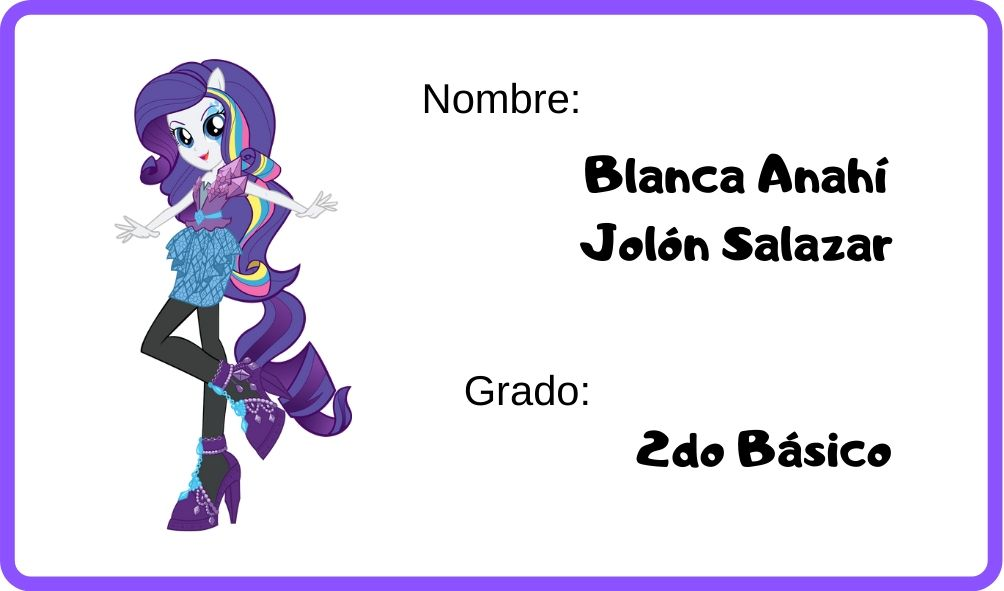 Nombre:
Blanca Anahí
Jolón Salazar
Grado:
2do Básico